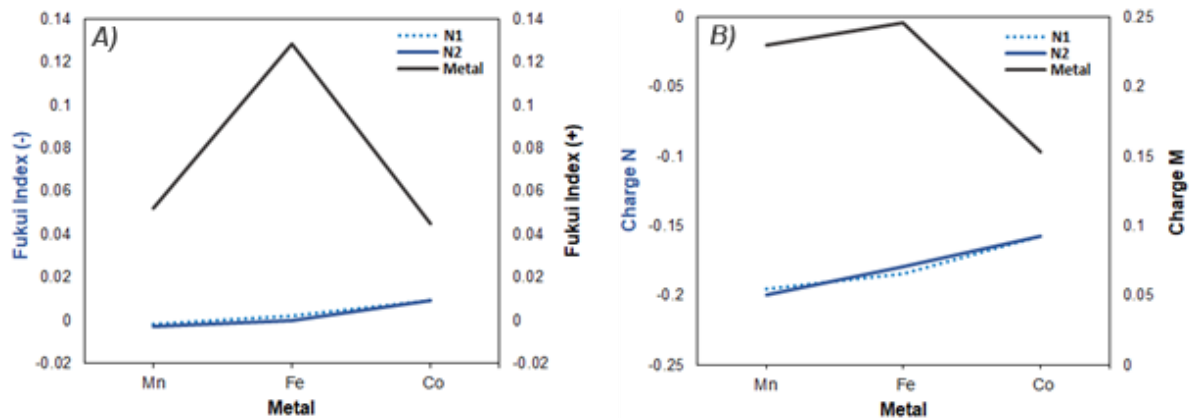 A)
N1
N2
Metal
0.14
0.12
0.1
0.08
0.06
0.04
0.02
0
-0.02
Fukui Index (-)
0.14
0.12
0.1
0.08
0.06
0.04
0.02
0
-0.02
Fukui Index (+)
Mn Fe Co
Metal
B)
N1
N2
Metal
0
-0.05
-0.1
-0.15
-0.2
-0.25
Charge N
0.25
0.2
0.15
0.1
0.05
0
Charge M
Mn Fe Co
Metal